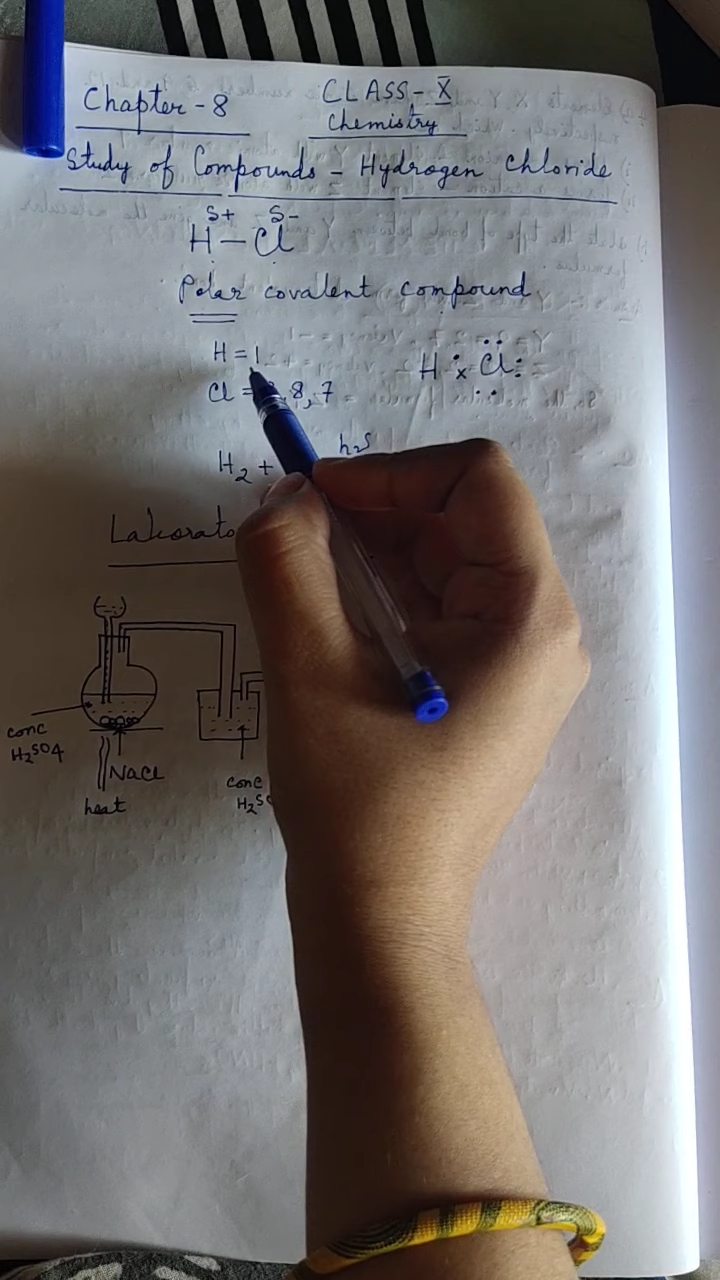 Chapter-8
CLASS-X
Chemistry
Study of Compounds - Hydrogen Chloride
S+ S-
H-Cl
Polar covalent compound
H = 1
Cl = , 8, 7
H × Cl
H2 +
conc
H2SO4
NaCl
heat
conc